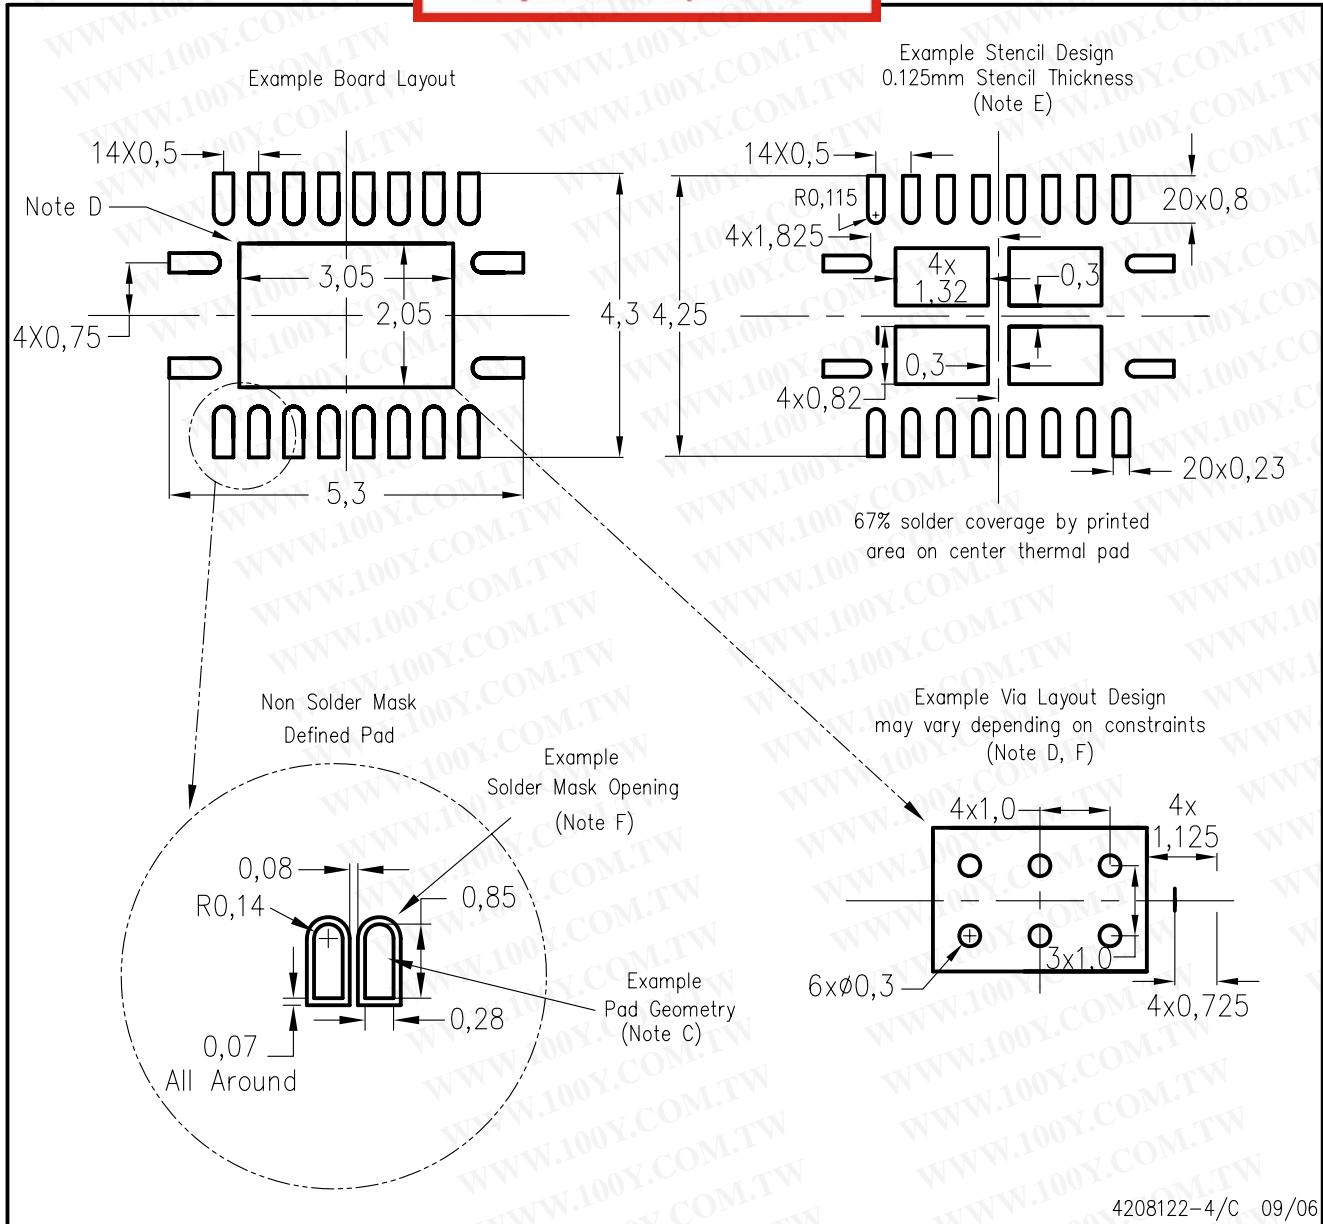 Example Board Layout
14X0,5
Note D
3,05
2,05
4X0,75
4,3
5,3
Example Stencil Design
0.125mm Stencil Thickness
(Note E)
14X0,5
R0,115
4x1,825
20x0,8
4x
1,32
0,3
4,25
0,3
4x0,82
20x0,23
67% solder coverage by printed
area on center thermal pad
Non Solder Mask
Defined Pad
Example
Solder Mask Opening
(Note F)
0,08
R0,14
0,85
Example
Pad Geometry
(Note C)
0,28
0,07
All Around
Example Via Layout Design
may vary depending on constraints
(Note D, F)
4x1,0
4x
1,125
3x1,0
6xø0,3
4x0,725
4208122-4/C 09/06
WWW.100Y.COM.TW